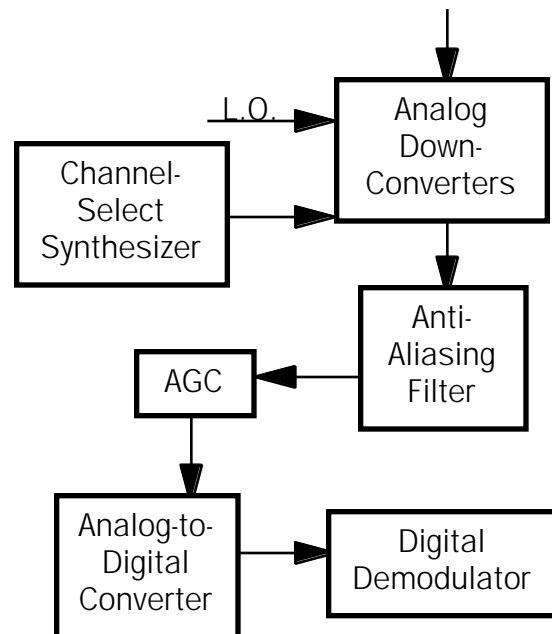 L.O.
Analog
Down-
Converters
Channel-
Select
Synthesizer
Anti-
Aliasing
Filter
AGC
Analog-to-
Digital
Converter
Digital
Demodulator